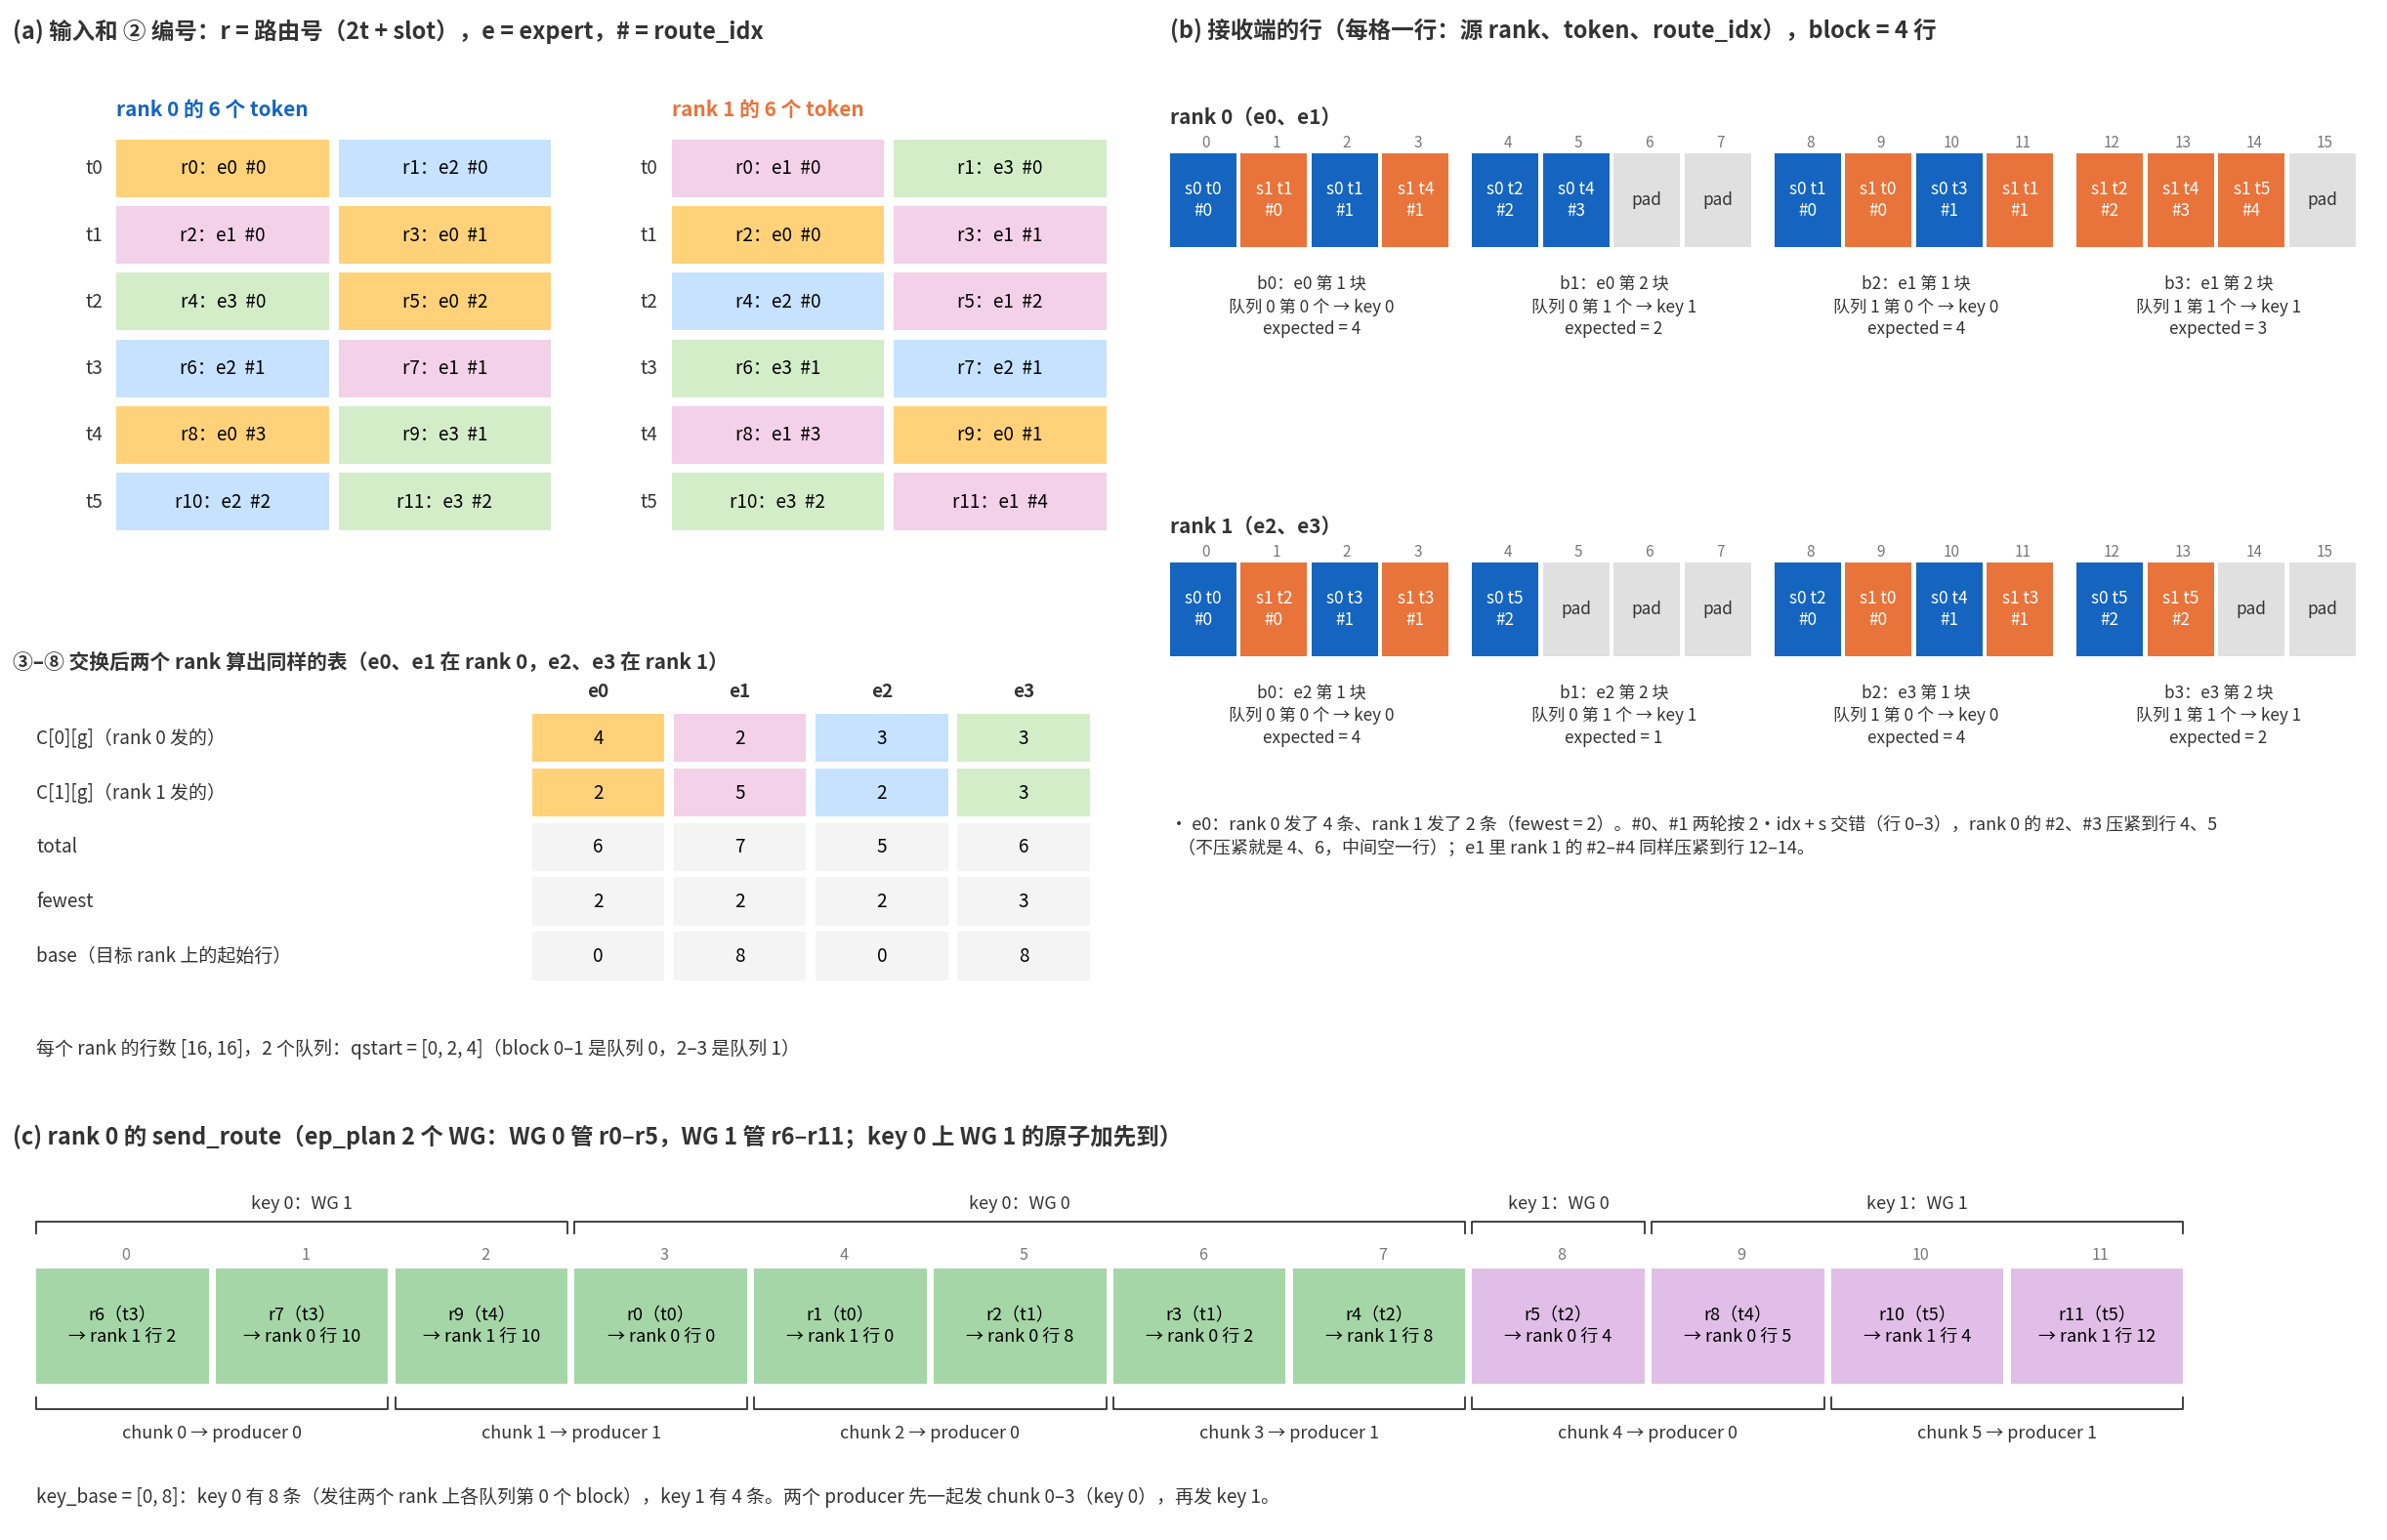 (a) 输入和 ② 编号：r = 路由号（2t + slot），e = expert，# = route_idx
rank 0 的 6 个 token
rank 1 的 6 个 token
t0
r0：e0 #0
r1：e2 #0
t0
r0：e1 #0
r1：e3 #0
t1
r2：e1 #0
r3：e0 #1
t1
r2：e0 #0
r3：e1 #1
t2
r4：e3 #0
r5：e0 #2
t2
r4：e2 #0
r5：e1 #2
t3
r6：e2 #1
r7：e1 #1
t3
r6：e3 #1
r7：e2 #1
t4
r8：e0 #3
r9：e3 #1
t4
r8：e1 #3
r9：e0 #1
t5
r10：e2 #2
r11：e3 #2
t5
r10：e3 #2
r11：e1 #4
③–⑧ 交换后两个 rank 算出同样的表（e0、e1 在 rank 0，e2、e3 在 rank 1）
e0 e1 e2 e3
C[0][g]（rank 0 发的） 4 2 3 3
C[1][g]（rank 1 发的） 2 5 2 3
total 6 7 5 6
fewest 2 2 2 3
base（目标 rank 上的起始行） 0 8 0 8
每个 rank 的行数 [16, 16]，2 个队列：qstart = [0, 2, 4]（block 0–1 是队列 0，2–3 是队列 1）
(b) 接收端的行（每格一行：源 rank、token、route_idx），block = 4 行
rank 0（e0、e1）
0 1 2 3 4 5 6 7 8 9 10 11 12 13 14 15
s0 t0
#0
s1 t1
#0
s0 t1
#1
s1 t4
#1
s0 t2
#2
s0 t4
#3
pad
pad
s0 t1
#0
s1 t0
#0
s0 t3
#1
s1 t1
#1
s1 t2
#2
s1 t4
#3
s1 t5
#4
pad
b0：e0 第 1 块
队列 0 第 0 个 → key 0
expected = 4
b1：e0 第 2 块
队列 0 第 1 个 → key 1
expected = 2
b2：e1 第 1 块
队列 1 第 0 个 → key 0
expected = 4
b3：e1 第 2 块
队列 1 第 1 个 → key 1
expected = 3
rank 1（e2、e3）
0 1 2 3 4 5 6 7 8 9 10 11 12 13 14 15
s0 t0
#0
s1 t2
#0
s0 t3
#1
s1 t3
#1
s0 t5
#2
pad
pad
pad
s0 t2
#0
s1 t0
#0
s0 t4
#1
s1 t3
#1
s0 t5
#2
s1 t5
#2
pad
pad
b0：e2 第 1 块
队列 0 第 0 个 → key 0
expected = 4
b1：e2 第 2 块
队列 0 第 1 个 → key 1
expected = 1
b2：e3 第 1 块
队列 1 第 0 个 → key 0
expected = 4
b3：e3 第 2 块
队列 1 第 1 个 → key 1
expected = 2
· e0：rank 0 发了 4 条、rank 1 发了 2 条（fewest = 2）。#0、#1 两轮按 2·idx + s 交错（行 0–3），rank 0 的 #2、#3 压紧到行 4、5
（不压紧就是 4、6，中间空一行）；e1 里 rank 1 的 #2–#4 同样压紧到行 12–14。
(c) rank 0 的 send_route（ep_plan 2 个 WG：WG 0 管 r0–r5，WG 1 管 r6–r11；key 0 上 WG 1 的原子加先到）
key 0：WG 1
key 0：WG 0
key 1：WG 0
key 1：WG 1
0 1 2 3 4 5 6 7 8 9 10 11
r6（t3）
→ rank 1 行 2
r7（t3）
→ rank 0 行 10
r9（t4）
→ rank 1 行 10
r0（t0）
→ rank 0 行 0
r1（t0）
→ rank 1 行 0
r2（t1）
→ rank 0 行 8
r3（t1）
→ rank 0 行 2
r4（t2）
→ rank 1 行 8
r5（t2）
→ rank 0 行 4
r8（t4）
→ rank 0 行 5
r10（t5）
→ rank 1 行 4
r11（t5）
→ rank 1 行 12
chunk 0 → producer 0
chunk 1 → producer 1
chunk 2 → producer 0
chunk 3 → producer 1
chunk 4 → producer 0
chunk 5 → producer 1
key_base = [0, 8]：key 0 有 8 条（发往两个 rank 上各队列第 0 个 block），key 1 有 4 条。两个 producer 先一起发 chunk 0–3（key 0），再发 key 1。